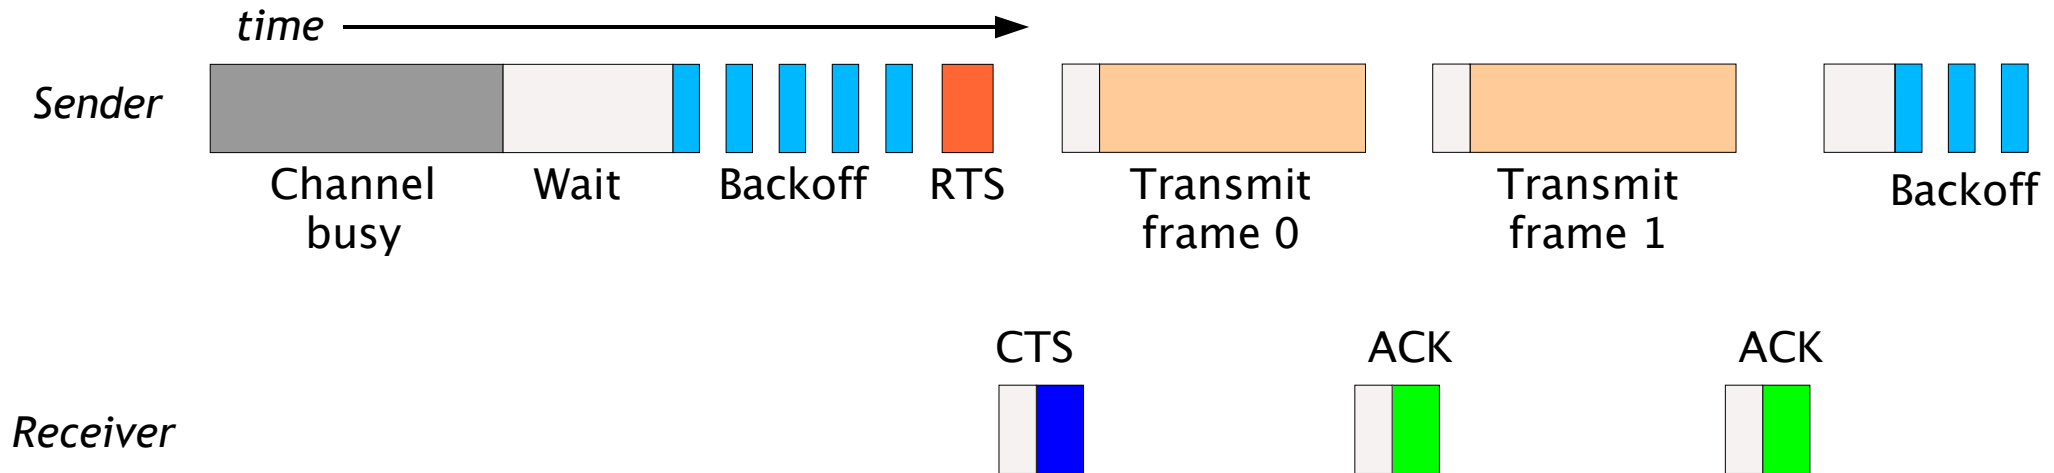 time
Sender
Channel
busy
Wait
Backoff
RTS
Transmit
frame 0
Transmit
frame 1
Backoff
CTS
ACK
ACK
Receiver